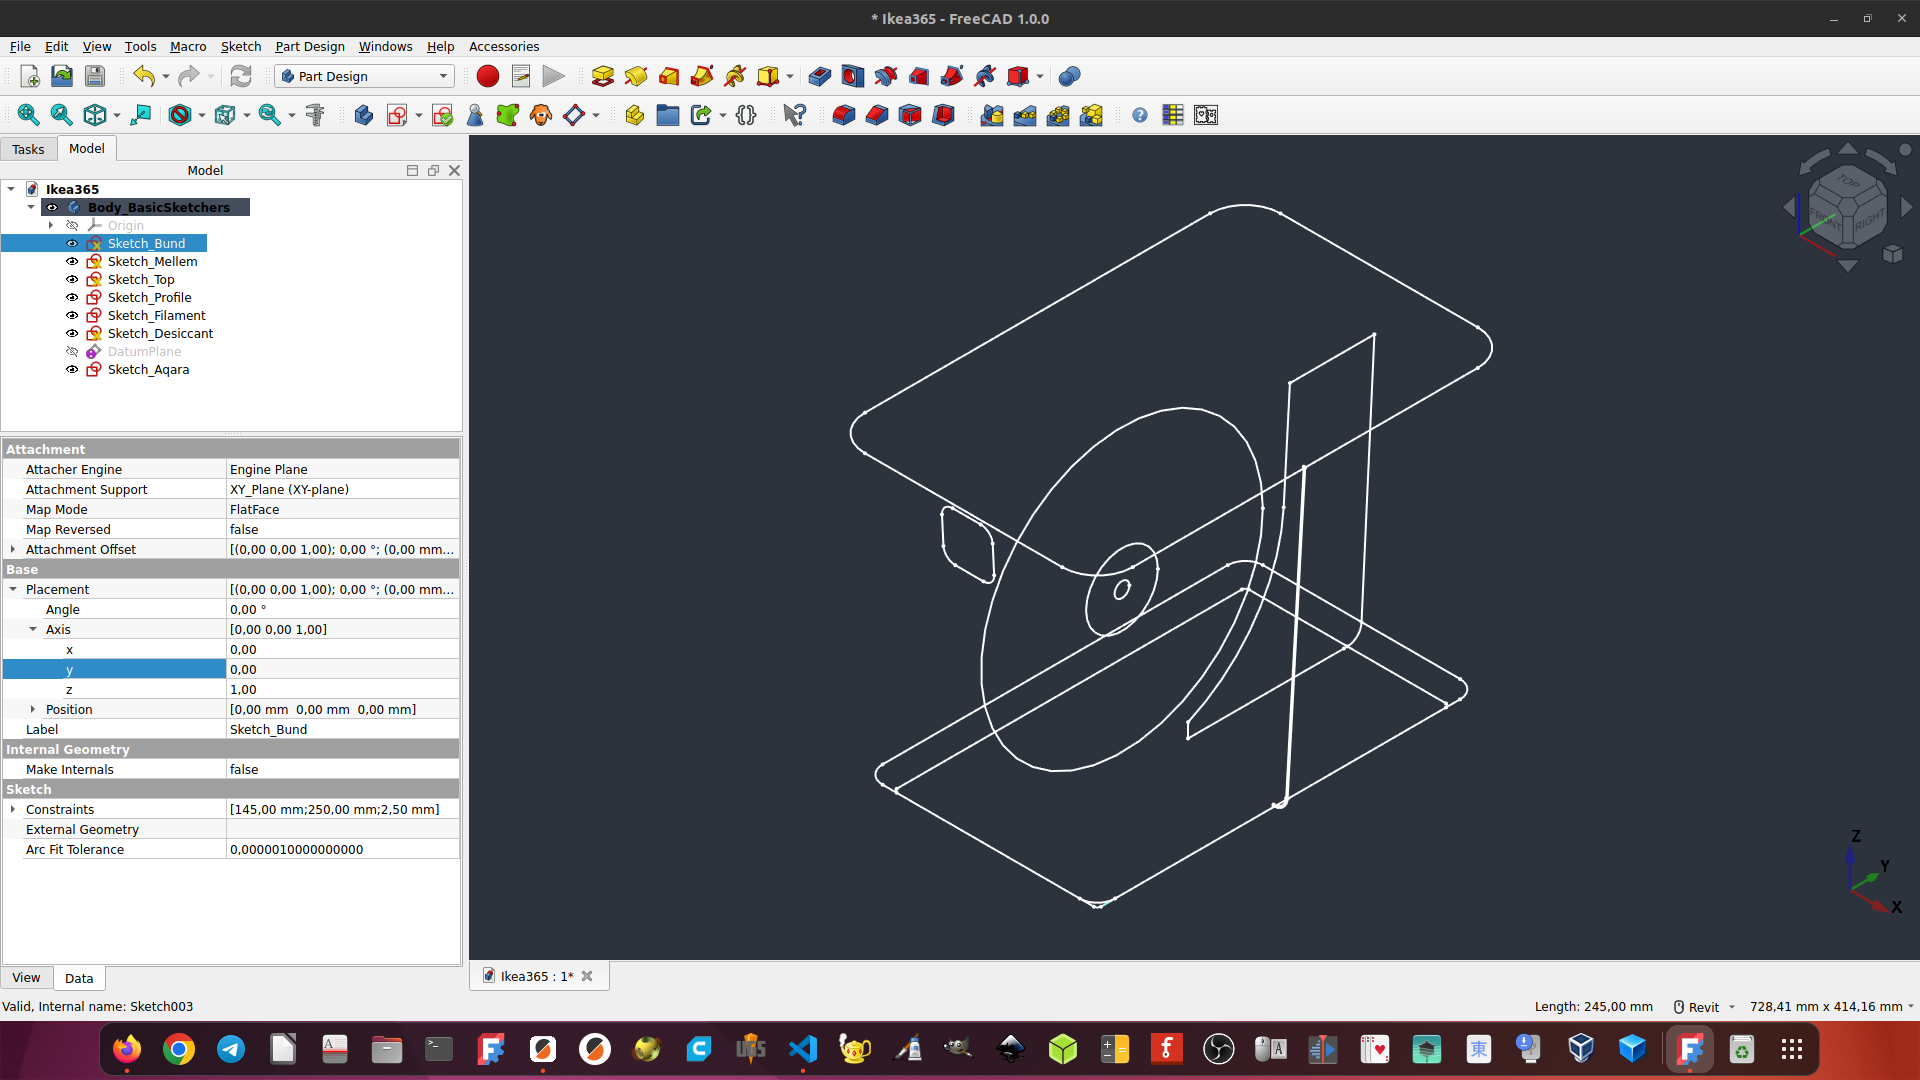 * Ikea365 - FreeCAD 1.0.0
File Edit View Tools Macro Sketch Part Design Windows Help Accessories
Part Design
Tasks Model
Model
Ikea365
Body_BasicSketchers
Origin
Sketch_Bund
Sketch_Mellem
Sketch_Top
Sketch_Profile
Sketch_Filament
Sketch_Desiccant
DatumPlane
Sketch_Aqara
Attachment
Attacher Engine Engine Plane
Attachment Support XY_Plane (XY-plane)
Map Mode FlatFace
Map Reversed false
Attachment Offset [(0,00 0,00 1,00); 0,00 °; (0,00 mm...
Base
Placement [(0,00 0,00 1,00); 0,00 °; (0,00 mm...
Angle 0,00 °
Axis [0,00 0,00 1,00]
x 0,00
y 0,00
z 1,00
Position [0,00 mm 0,00 mm 0,00 mm]
Label Sketch_Bund
Internal Geometry
Make Internals false
Sketch
Constraints [145,00 mm;250,00 mm;2,50 mm]
External Geometry
Arc Fit Tolerance 0,0000010000000000
View Data
TOP
FRONT RIGHT
Z
Y
X
Ikea365 : 1*
Valid, Internal name: Sketch003
Length: 245,00 mm Revit 728,41 mm x 414,16 mm